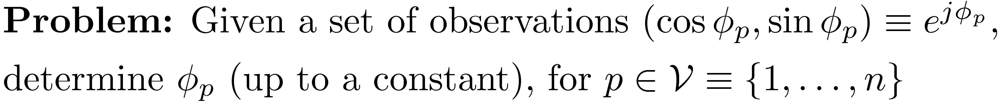 Problem: Given a set of observations (cos ϕ_p, sin ϕ_p) ≡ e^{jϕ_p},
determine ϕ_p (up to a constant), for p ∈ 𝒱 ≡ {1, . . . , n}